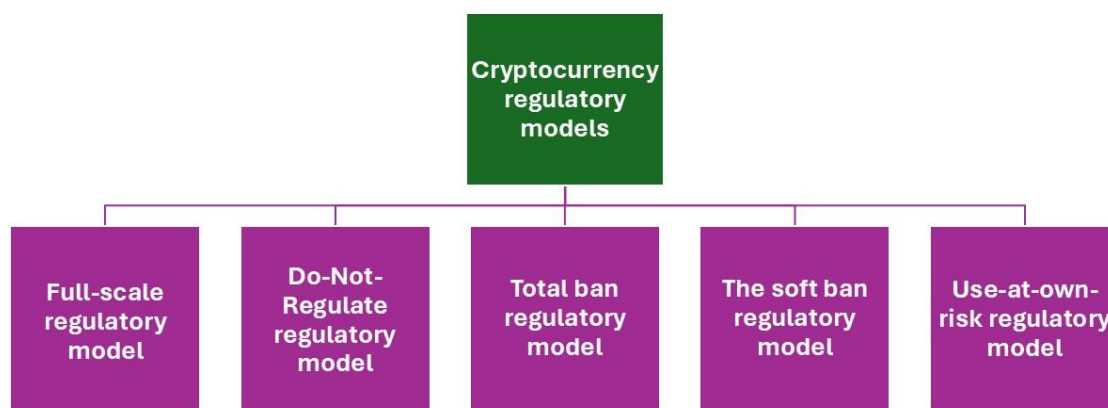 Cryptocurrency
regulatory
models
Full-scale
regulatory
model
Do-Not-
Regulate
regulatory
model
Total ban
regulatory
model
The soft ban
regulatory
model
Use-at-own-
risk regulatory
model